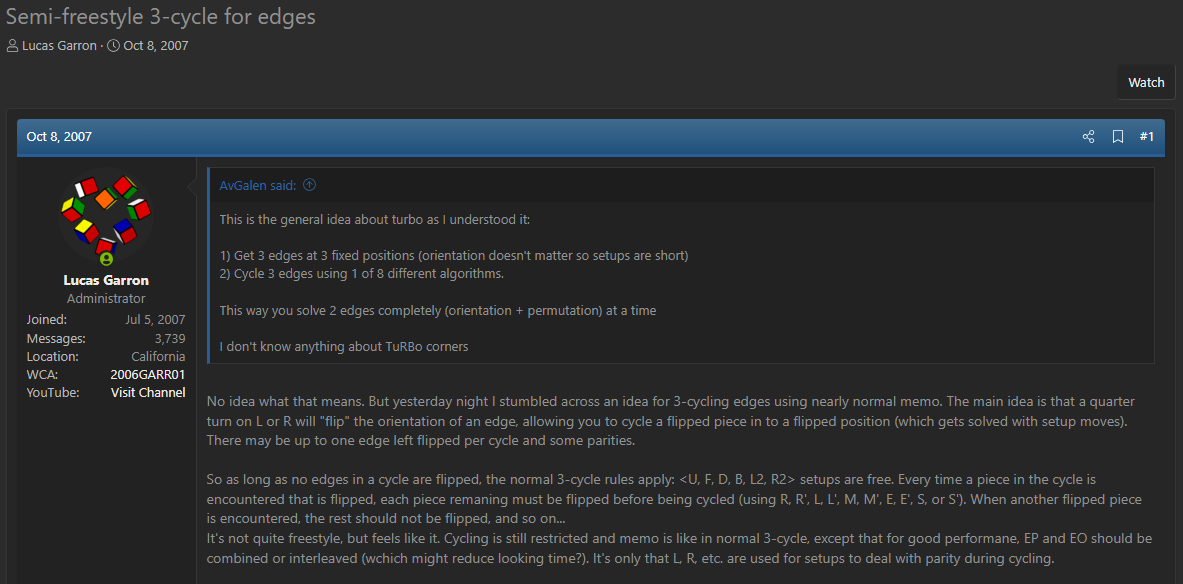 Semi-freestyle 3-cycle for edges
Lucas Garron · Oct 8, 2007
Watch
Oct 8, 2007
#1
Lucas Garron
Administrator
Joined: Jul 5, 2007
Messages: 3,739
Location: California
WCA: 2006GARR01
YouTube: Visit Channel
AvGalen said:
This is the general idea about turbo as I understood it:
1) Get 3 edges at 3 fixed positions (orientation doesn't matter so setups are short)
2) Cycle 3 edges using 1 of 8 different algorithms.
This way you solve 2 edges completely (orientation + permutation) at a time
I don't know anything about TuRBo corners
No idea what that means. But yesterday night I stumbled across an idea for 3-cycling edges using nearly normal memo. The main idea is that a quarter
turn on L or R will "flip" the orientation of an edge, allowing you to cycle a flipped piece in to a flipped position (which gets solved with setup moves).
There may be up to one edge left flipped per cycle and some parities.
So as long as no edges in a cycle are flipped, the normal 3-cycle rules apply: <U, F, D, B, L2, R2> setups are free. Every time a piece in the cycle is
encountered that is flipped, each piece remaning must be flipped before being cycled (using R, R', L, L', M, M', E, E', S, or S'). When another flipped piece
is encountered, the rest should not be flipped, and so on...
It's not quite freestyle, but feels like it. Cycling is still restricted and memo is like in normal 3-cycle, except that for good performane, EP and EO should be
combined or interleaved (wchich might reduce looking time?). It's only that L, R, etc. are used for setups to deal with parity during cycling.